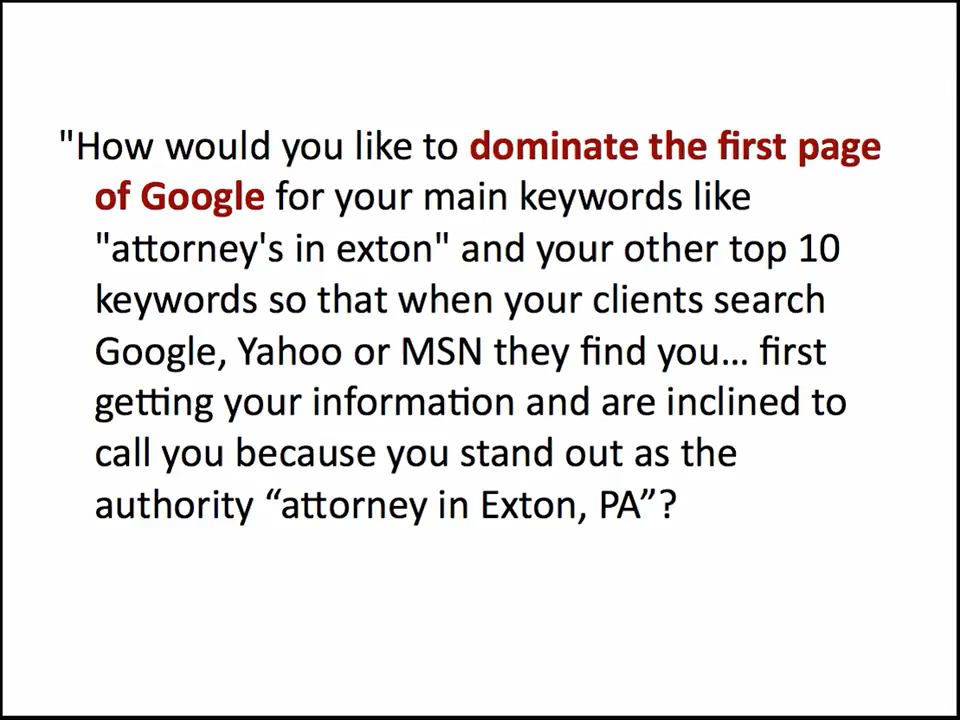 "How would you like to dominate the first page
of Google for your main keywords like
"attorney's in exton" and your other top 10
keywords so that when your clients search
Google, Yahoo or MSN they find you... first
getting your information and are inclined to
call you because you stand out as the
authority “attorney in Exton, PA”?